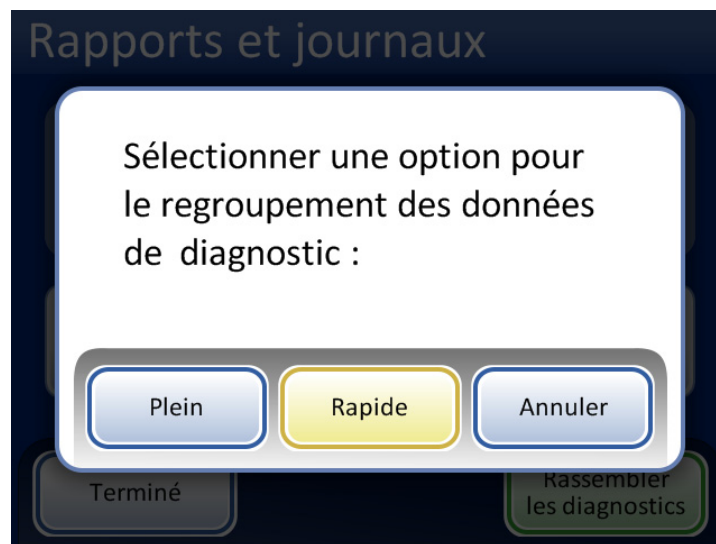 Rapports et journaux
Sélectionner une option pour
le regroupement des données
de diagnostic :
Plein
Rapide
Annuler
Terminé
Rassembler
les diagnostics